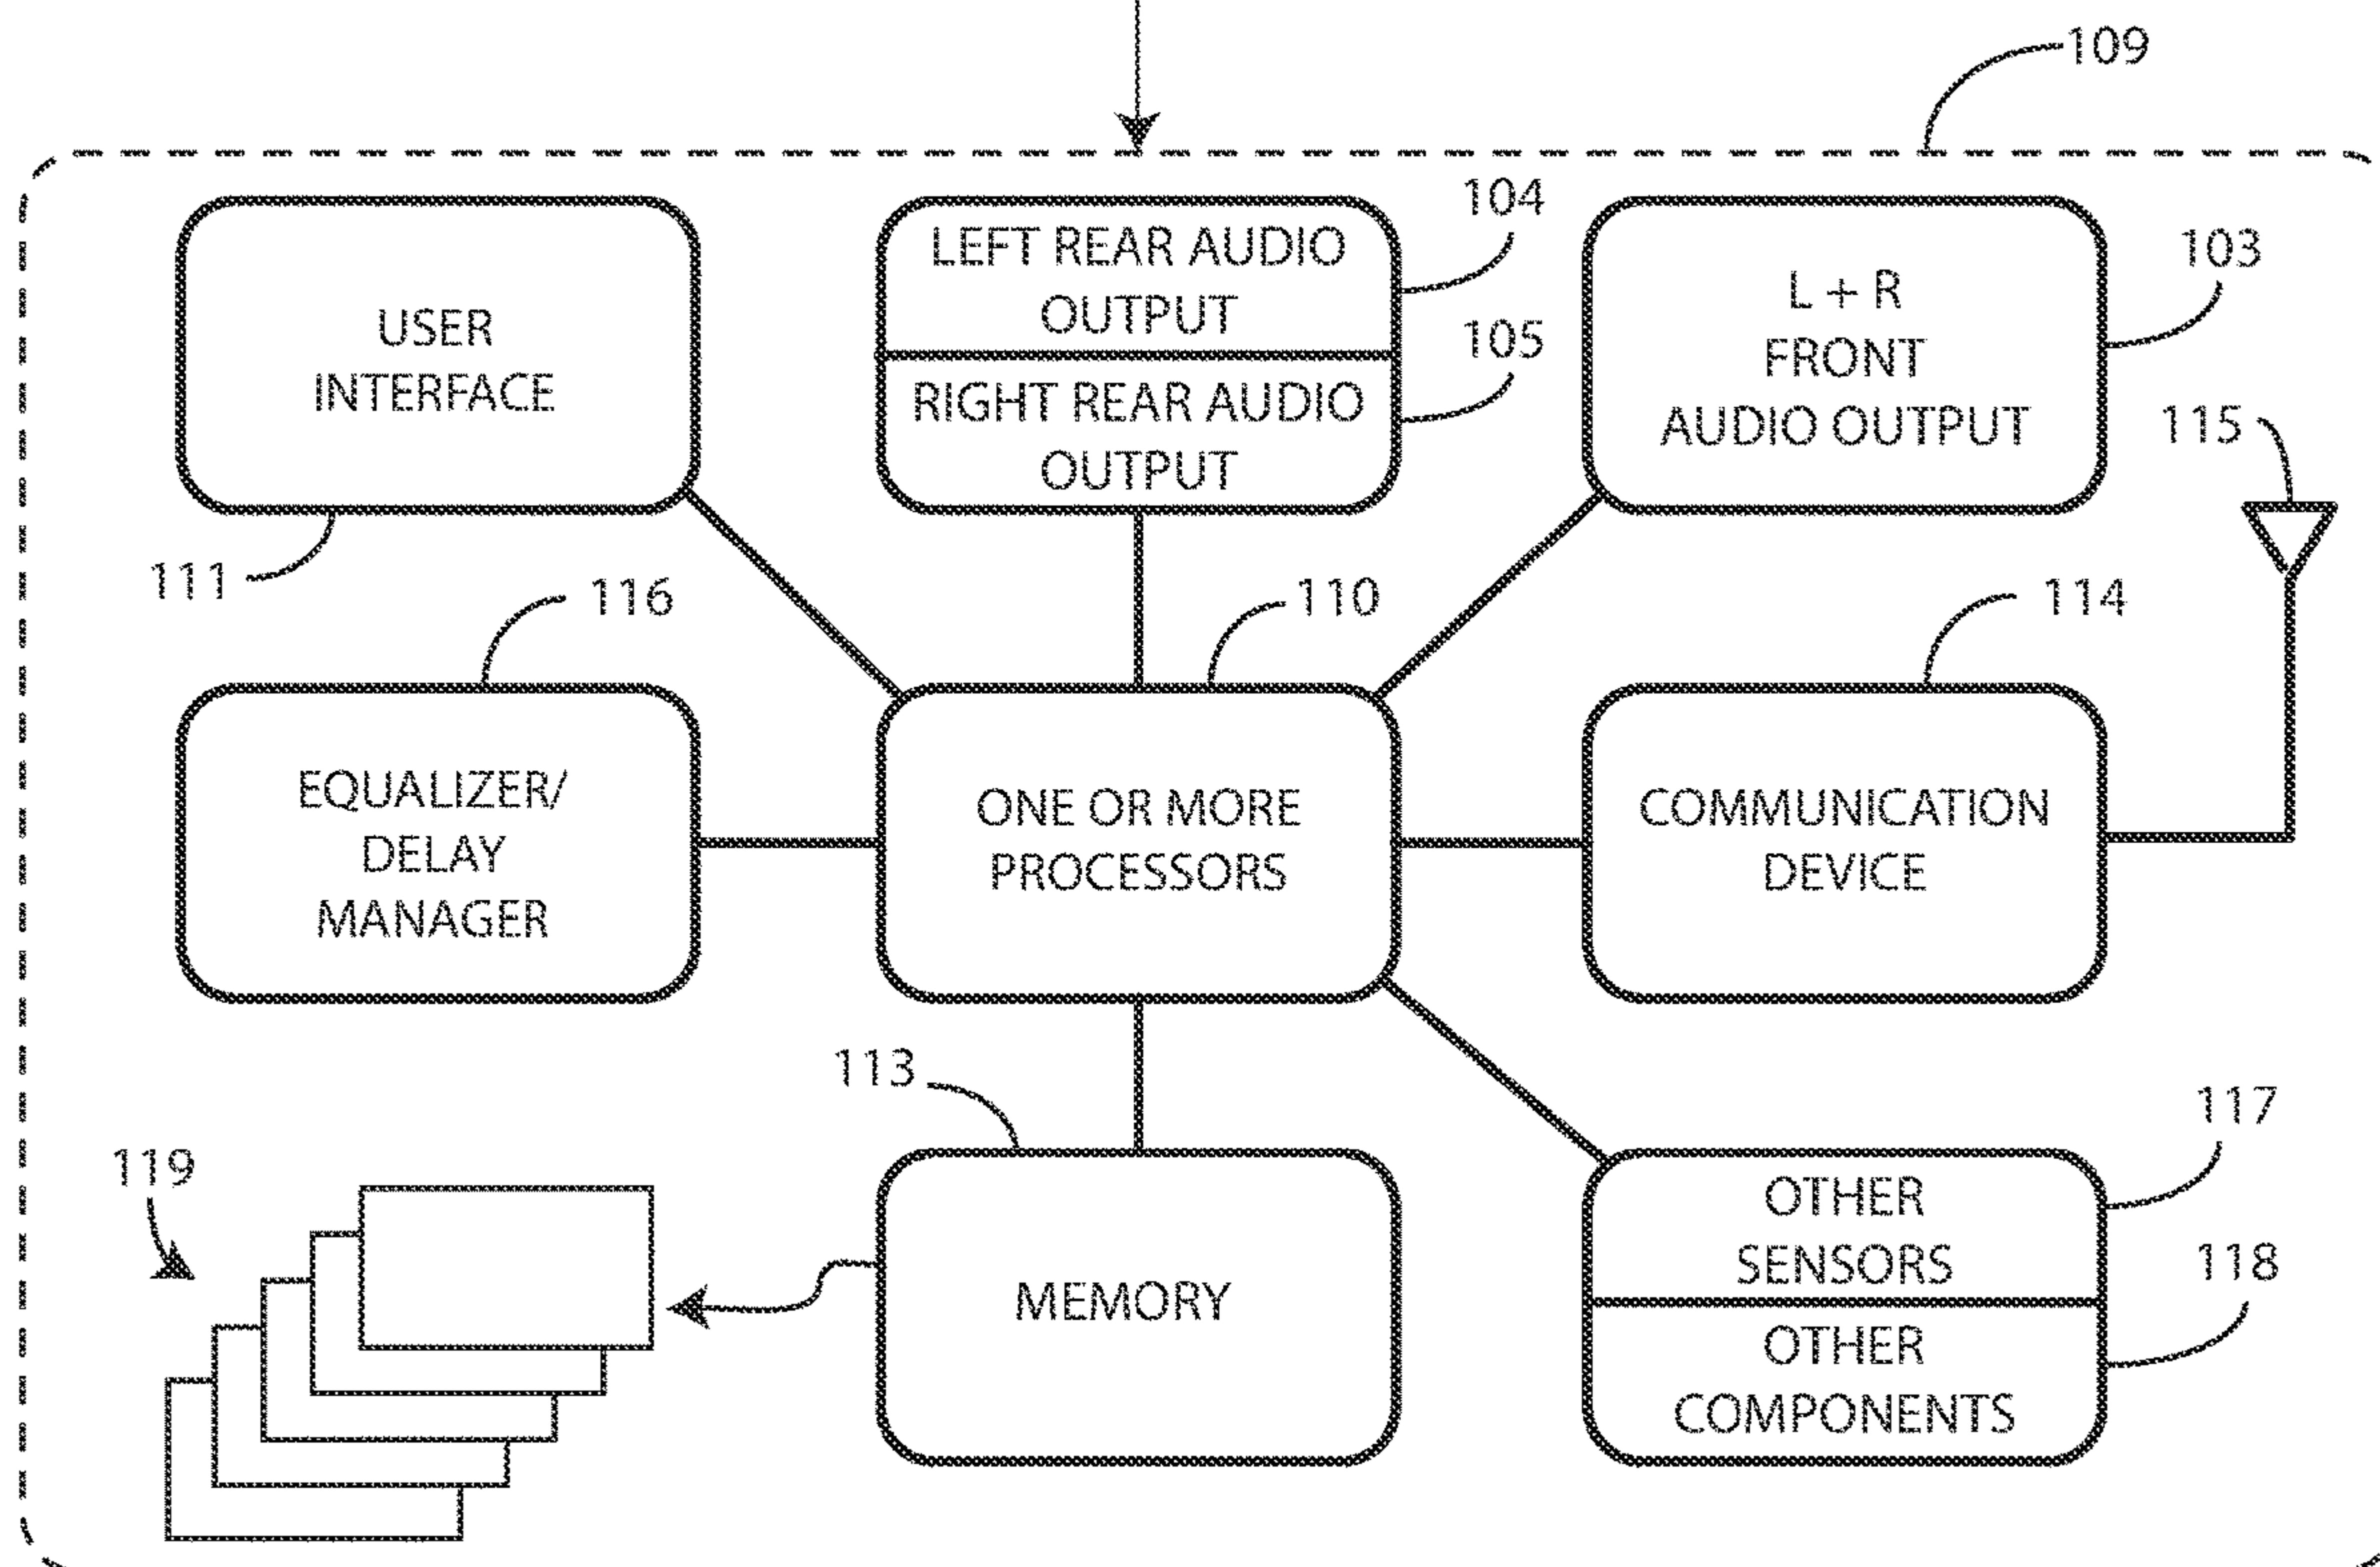 109
104
LEFT REAR AUDIO
OUTPUT
105
RIGHT REAR AUDIO
OUTPUT
L + R
FRONT
AUDIO OUTPUT
103
USER
INTERFACE
115
111
116
110
114
EQUALIZER/
DELAY
MANAGER
ONE OR MORE
PROCESSORS
COMMUNICATION
DEVICE
113
117
119
MEMORY
OTHER
SENSORS
118
OTHER
COMPONENTS